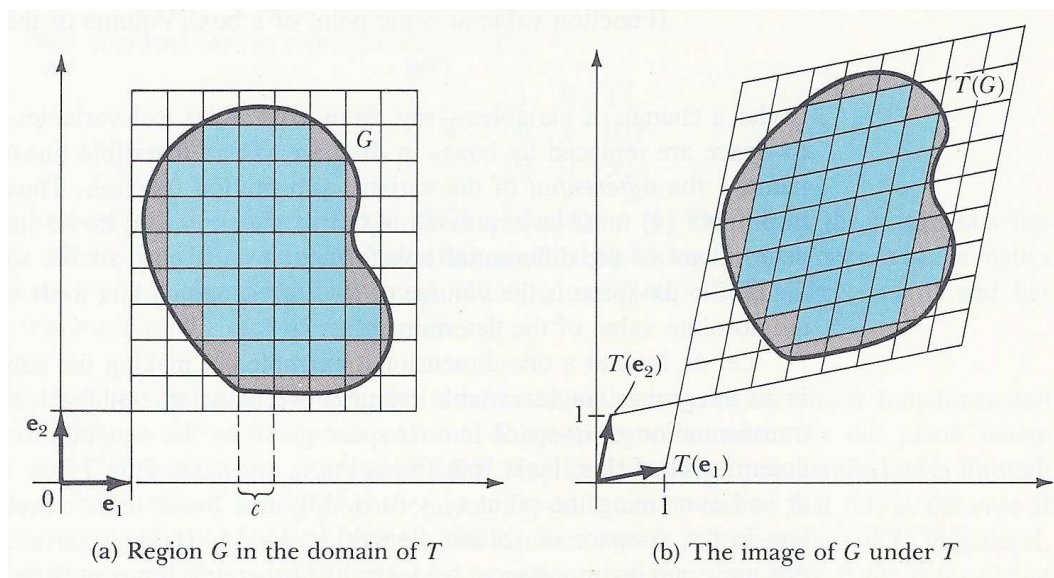 G
e₂
0
e₁
c
(a) Region G in the domain of T
T(G)
T(e₂)
1
T(e₁)
1
(b) The image of G under T